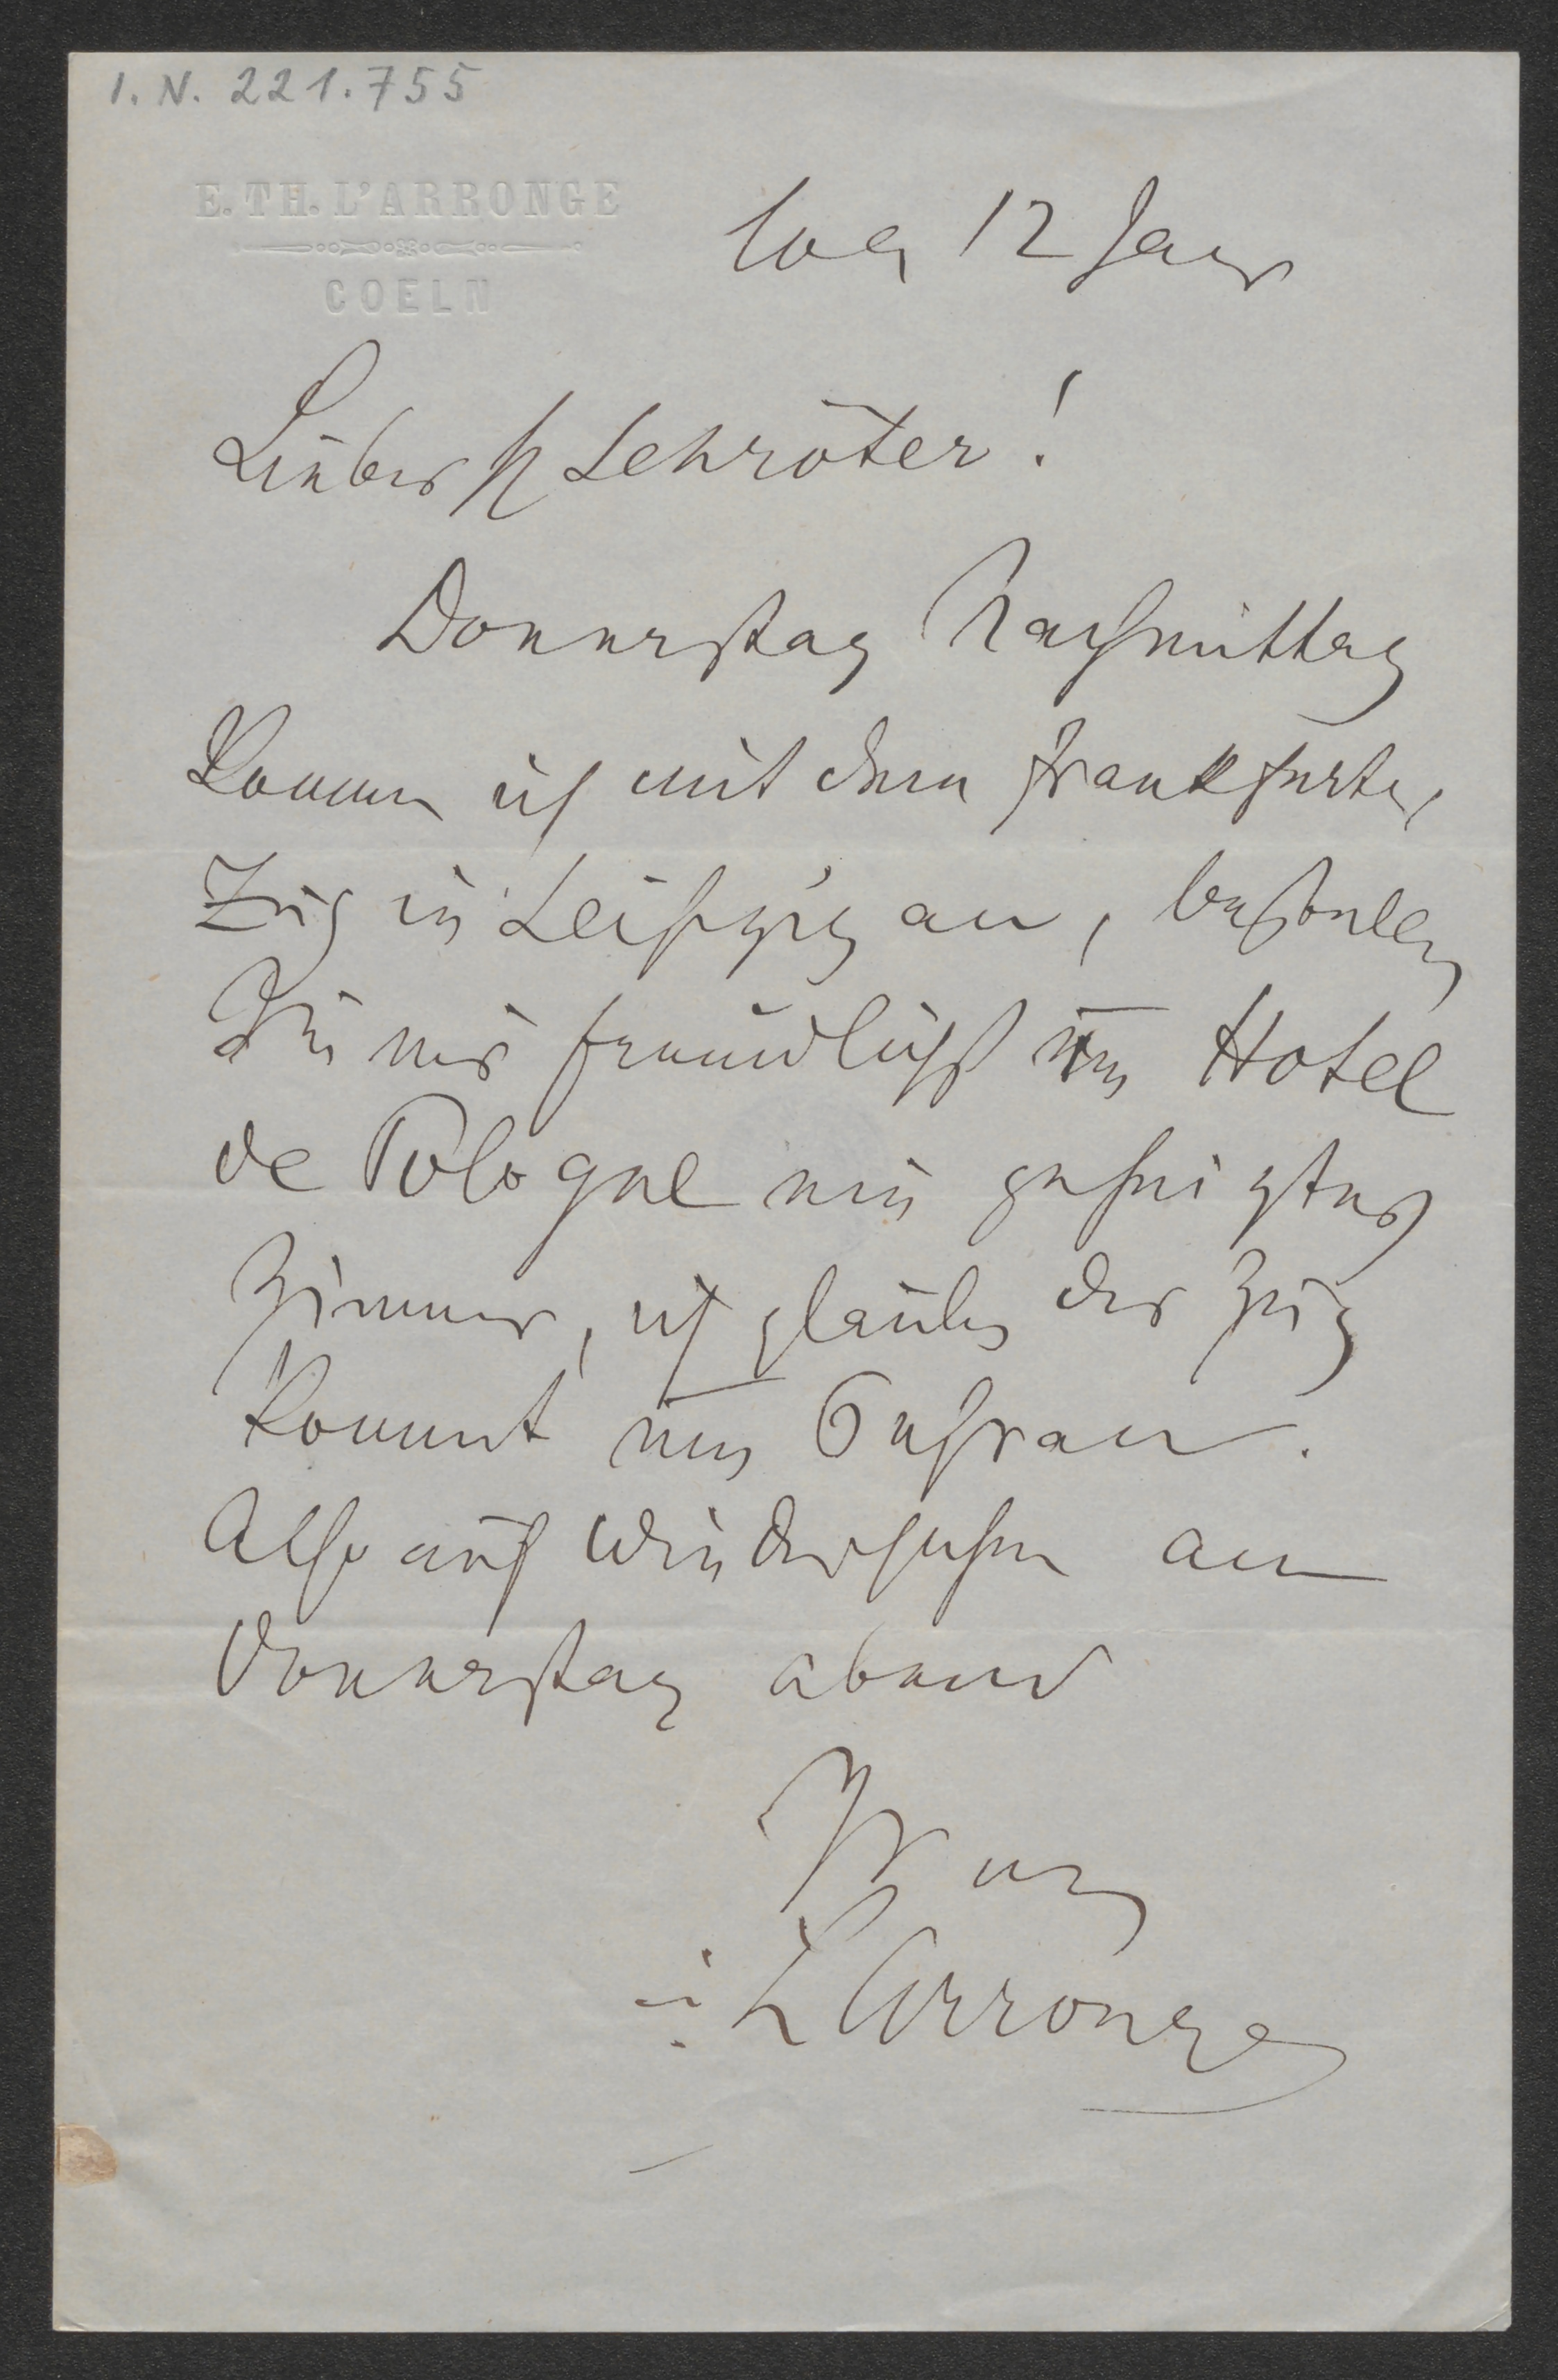 I. N. 221.755
E. TH. L'ARRONGE
COELN
12 Jan
Lieber H Schröter!
Donnerstag Nachmittag
komme ich mit dem Frankfurter
Zug in Leipzig an, bestellen
Sie mir freundlichst im Hotel
de Pologne ein geheiztes
Zimmer, ich glaube der Zug
kommt um 6 Uhr an.
Also auf Wiedersehen am
Donnerstag abend
Ihr
L'Arronge